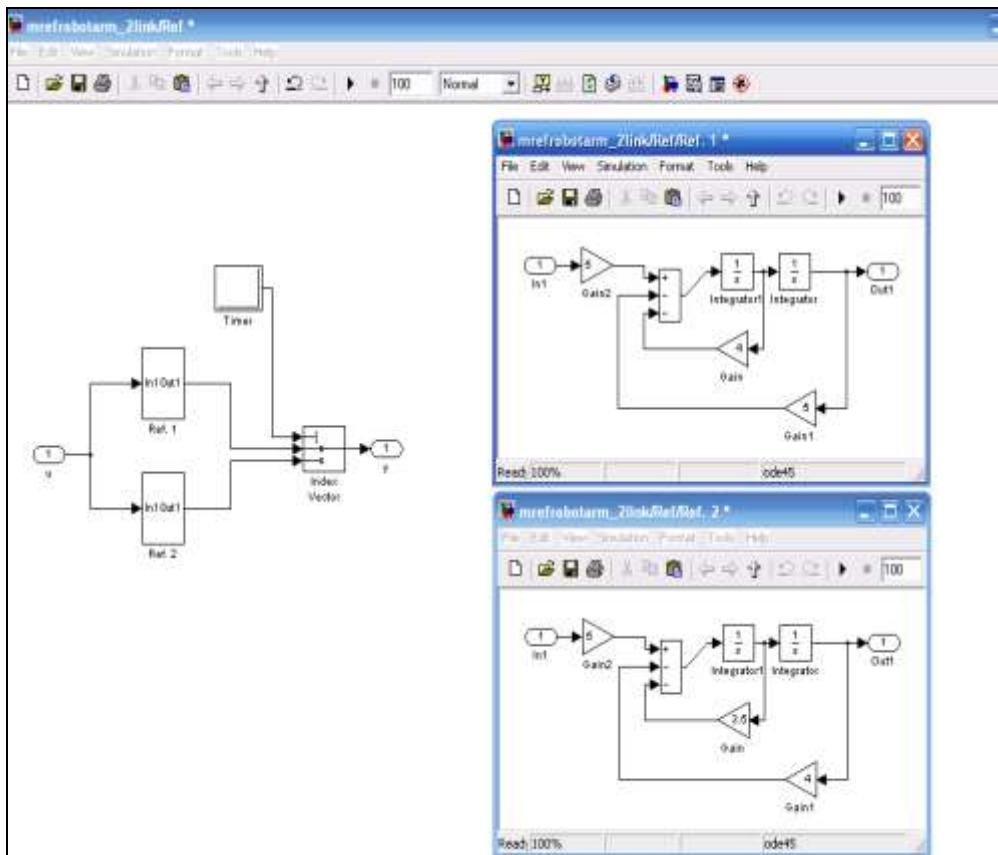 mrefrobotarm_2link/Ref *
File Edit View Simulation Format Tools Help
100 Normal
Timer
In1 Out1
Ref. 1
1
u
In1 Out1
Ref. 2
Index
Vector
1
y
mrefrobotarm_2link/Ref/Ref. 1 *
File Edit View Simulation Format Tools Help
100
1
In1
5
Gain2
+
-
-
1
s
Integrator1
1
s
Integrator
1
Out1
4
Gain
5
Gain1
Ready 100% ode45
mrefrobotarm_2link/Ref/Ref. 2 *
File Edit View Simulation Format Tools Help
100
1
In1
Gain2
+
-
-
1
s
Integrator1
1
s
Integrator
1
Out1
Gain
4
Gain1
Ready 100% ode45